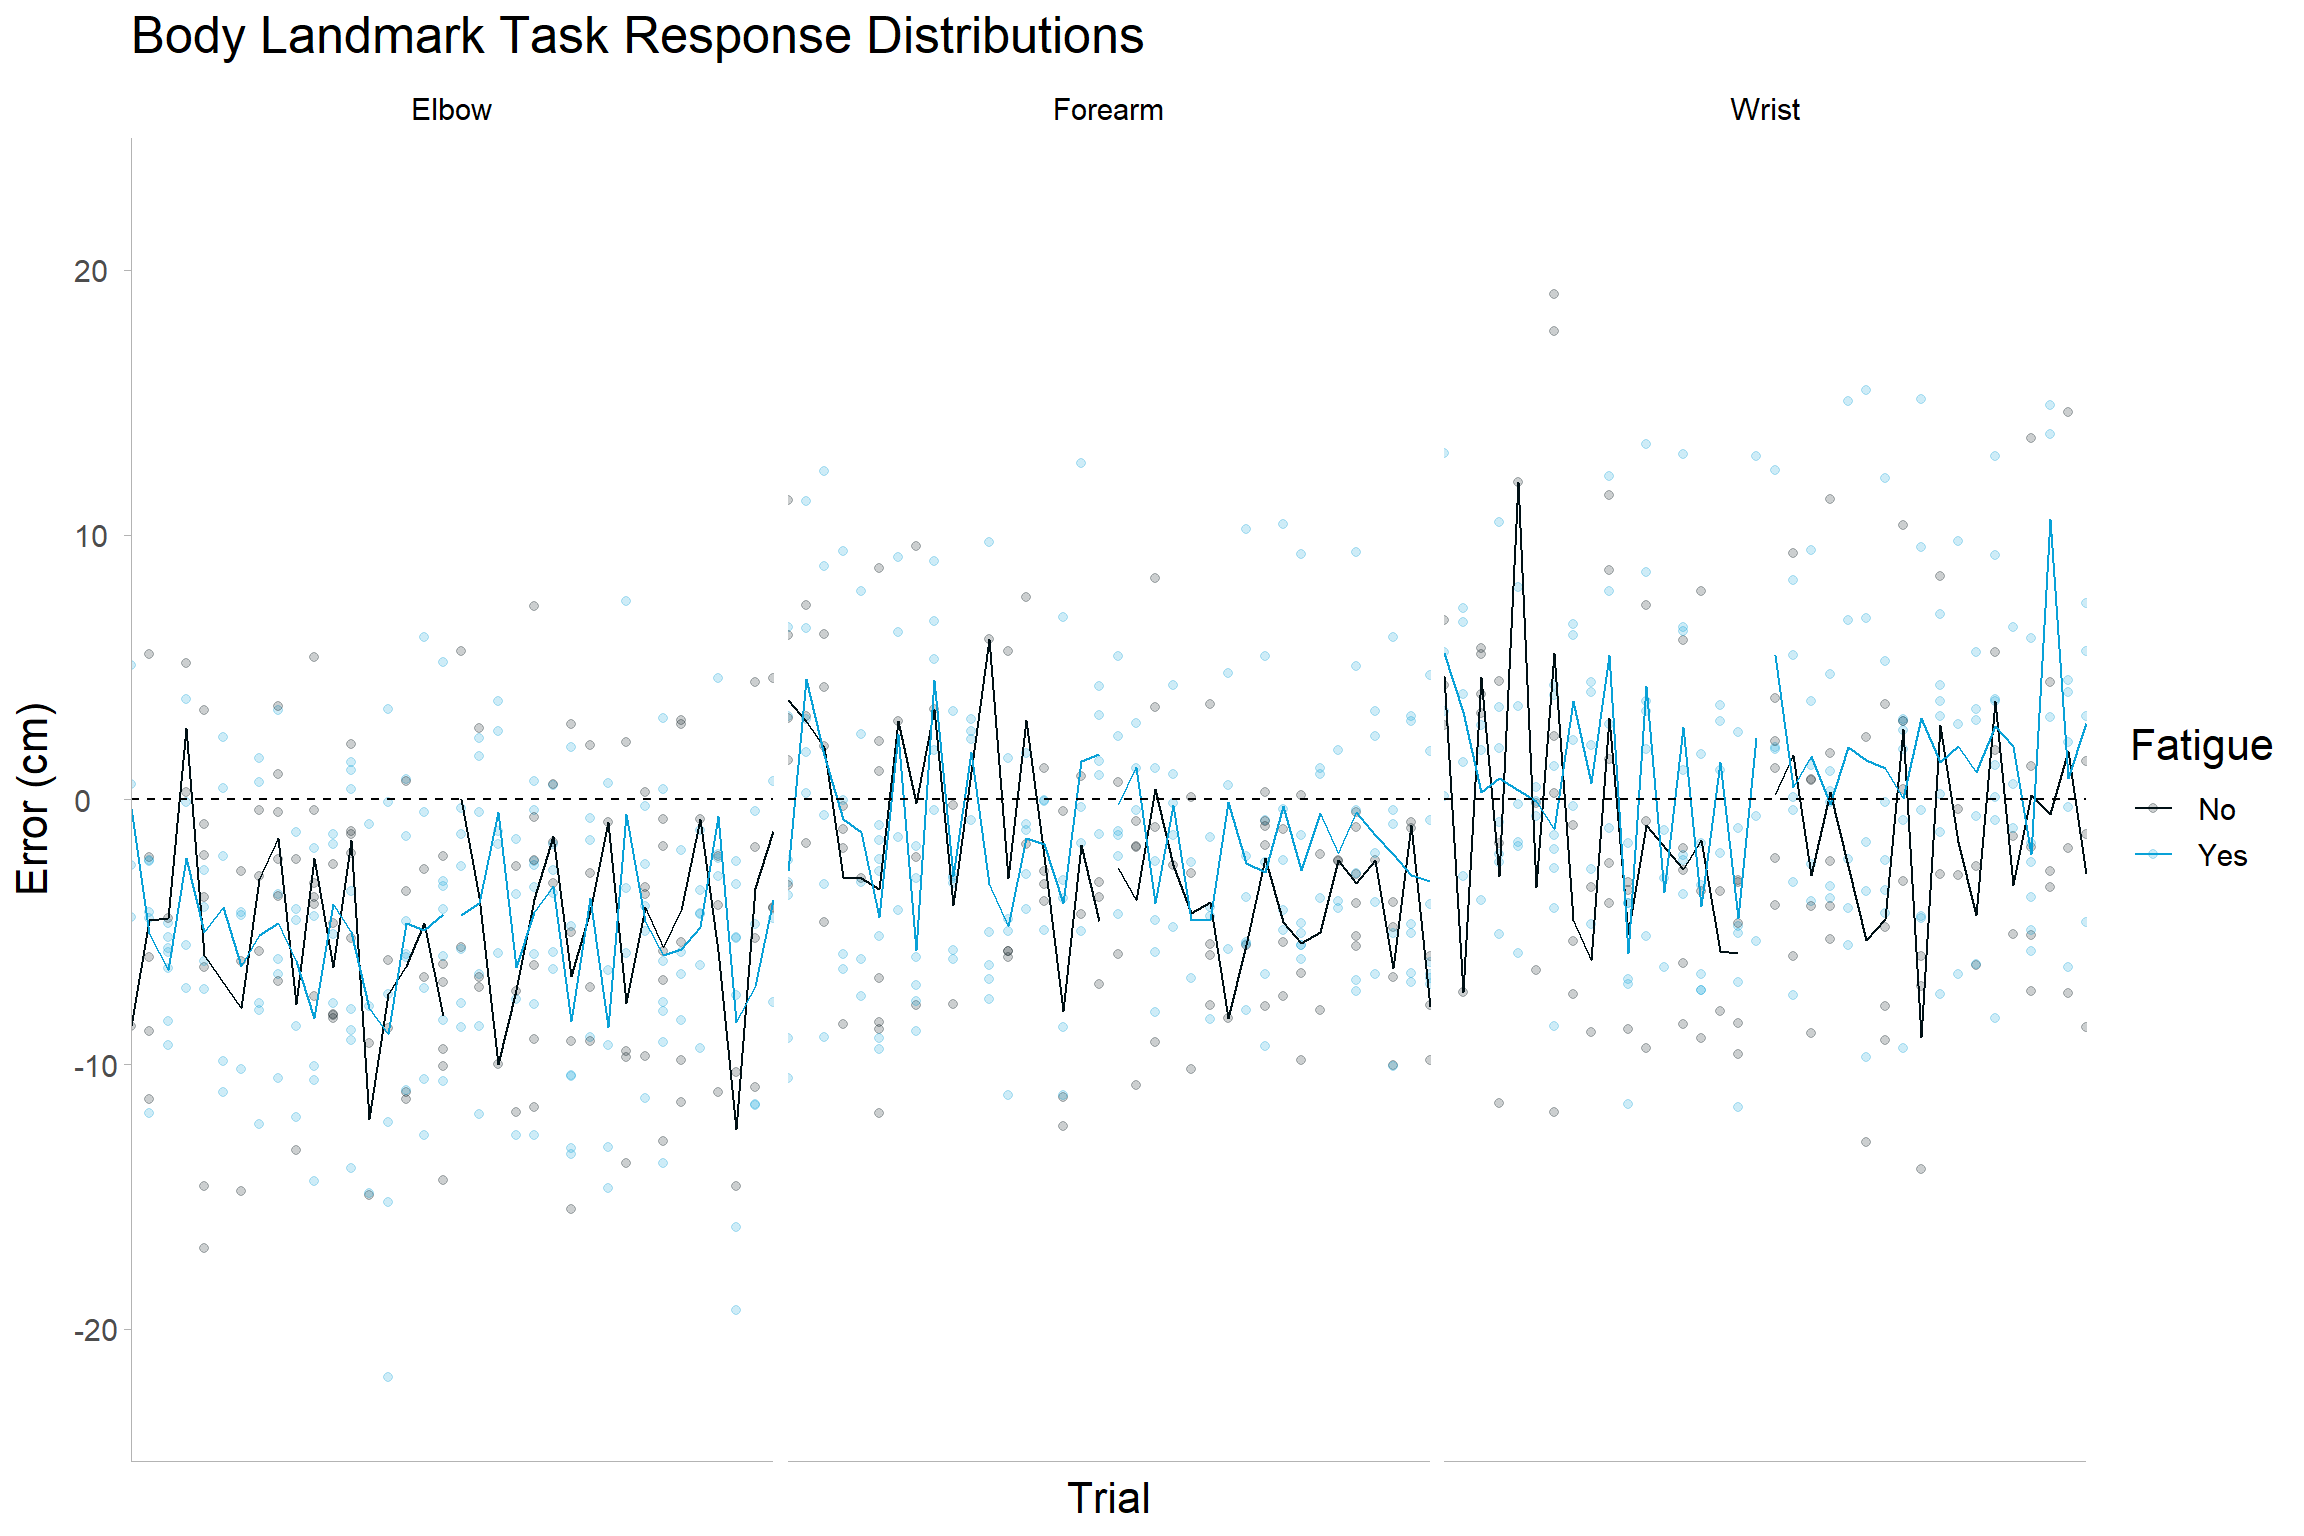 Body Landmark Task Response Distributions
Elbow
Forearm
Wrist
20
10
0
-10
-20
Error (cm)
Trial
Fatigue
No
Yes